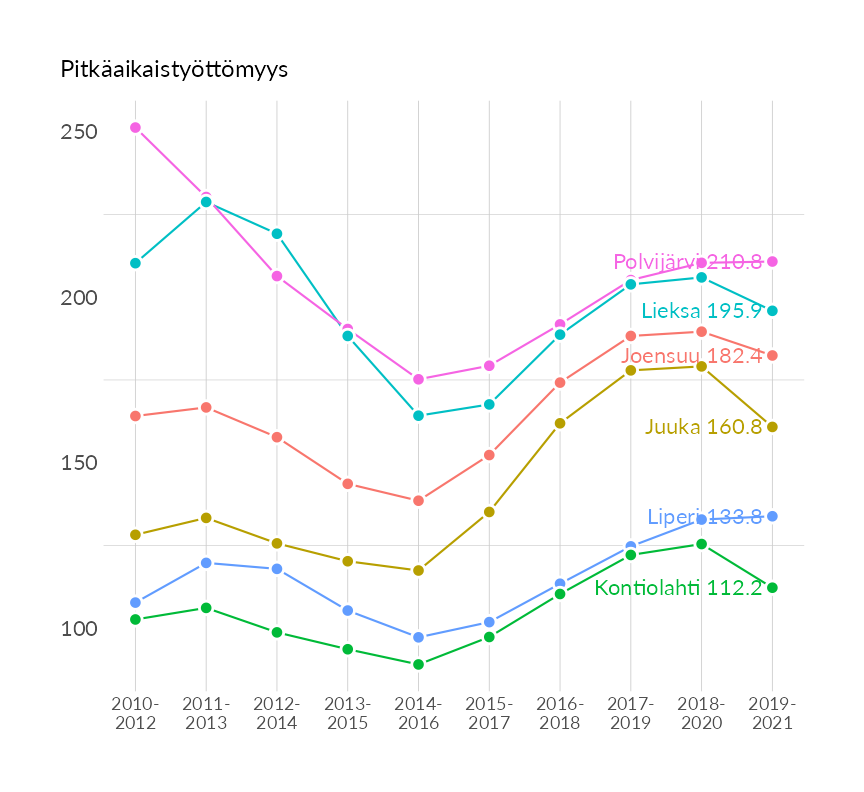 Pitkäaikaistyöttömyys
250
200
150
100
Polvijärvi 210.8
Lieksa 195.9
Joensuu 182.4
Juuka 160.8
Liperi 133.8
Kontiolahti 112.2
2010-2012
2011-2013
2012-2014
2013-2015
2014-2016
2015-2017
2016-2018
2017-2019
2018-2020
2019-2021